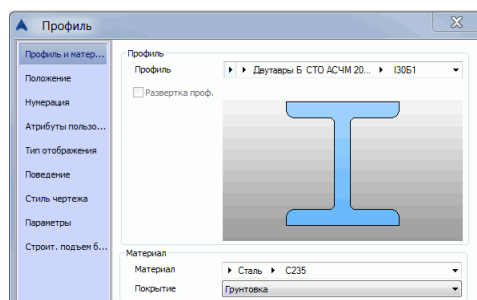 Профиль
Профиль и матер...
Положение
Нумерация
Атрибуты пользо...
Тип отображения
Поведение
Стиль чертежа
Параметры
Строит. подъем б...
Профиль
Профиль Двутавры Б СТО АСЧМ 20... I30Б1
Развертка проф.
Материал
Материал Сталь C235
Покрытие Грунтовка